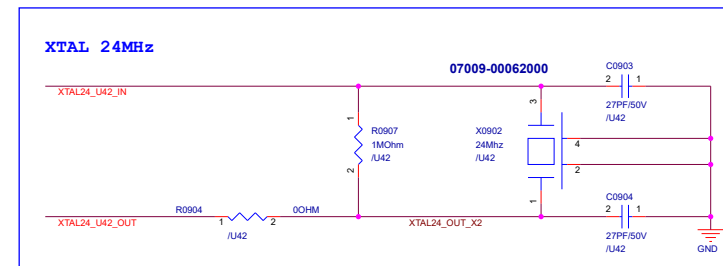 XTAL 24MHz
07009-00062000
C0903
2 1
27PF/50V
/U42
XTAL24_U42_IN
3
1
R0907
1MOhm
/U42
2
X0902
24Mhz
/U42
4
2
1
R0904
0OHM
1 2
/U42
XTAL24_U42_OUT
XTAL24_OUT_X2
C0904
2 1
27PF/50V
/U42
GND